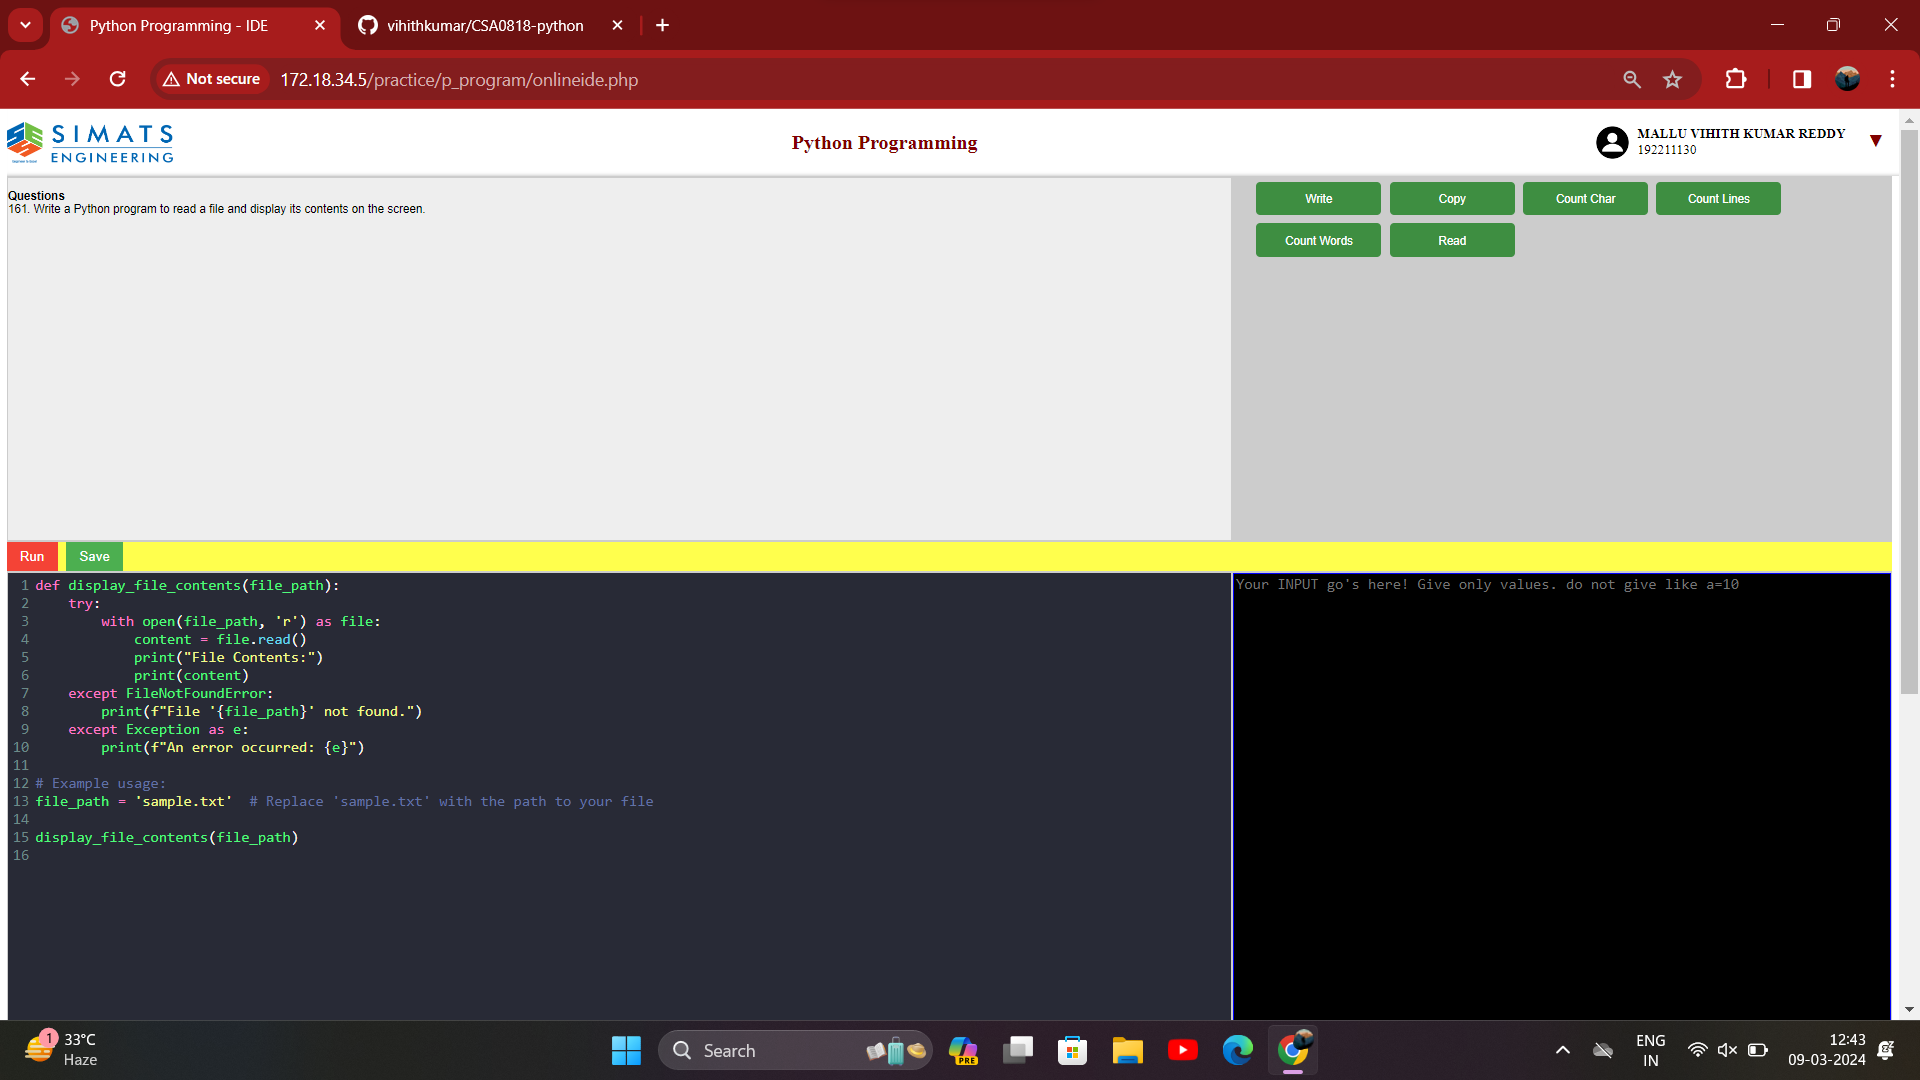 Python Programming - IDE
vihithkumar/CSA0818-python
Not secure
172.18.34.5/practice/p_program/onlineide.php
SIMATS
ENGINEERING
Python Programming
MALLU VIHITH KUMAR REDDY
192211130
Questions
161. Write a Python program to read a file and display its contents on the screen.
Write
Copy
Count Char
Count Lines
Count Words
Read
Run
Save
1 def display_file_contents(file_path):
2     try:
3         with open(file_path, 'r') as file:
4             content = file.read()
5             print("File Contents:")
6             print(content)
7     except FileNotFoundError:
8         print(f"File '{file_path}' not found.")
9     except Exception as e:
10         print(f"An error occurred: {e}")
11
12 # Example usage:
13 file_path = 'sample.txt'  # Replace 'sample.txt' with the path to your file
14
15 display_file_contents(file_path)
16
Your INPUT go's here! Give only values. do not give like a=10
1
33°C
Haze
Search
PRE
ENG
IN
12:43
09-03-2024